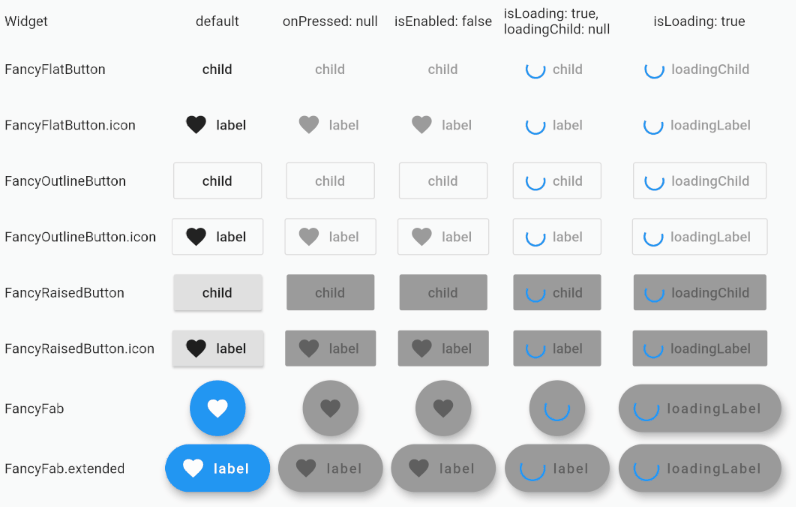 Widget default onPressed: null isEnabled: false isLoading: true, loadingChild: null isLoading: true
FancyFlatButton child child child child loadingChild
FancyFlatButton.icon label label label label loadingLabel
FancyOutlineButton child child child child loadingChild
FancyOutlineButton.icon label label label label loadingLabel
FancyRaisedButton child child child child loadingChild
FancyRaisedButton.icon label label label label loadingLabel
FancyFab loadingLabel
FancyFab.extended label label label label loadingLabel